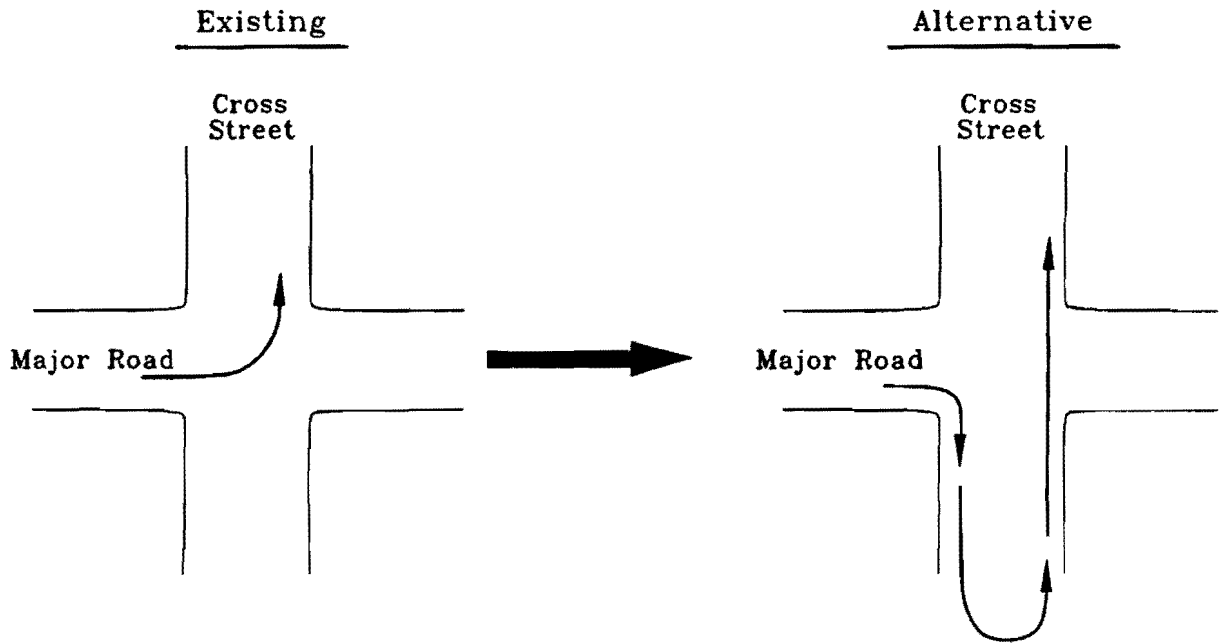 Existing
Cross
Street
Major Road
Alternative
Cross
Street
Major Road